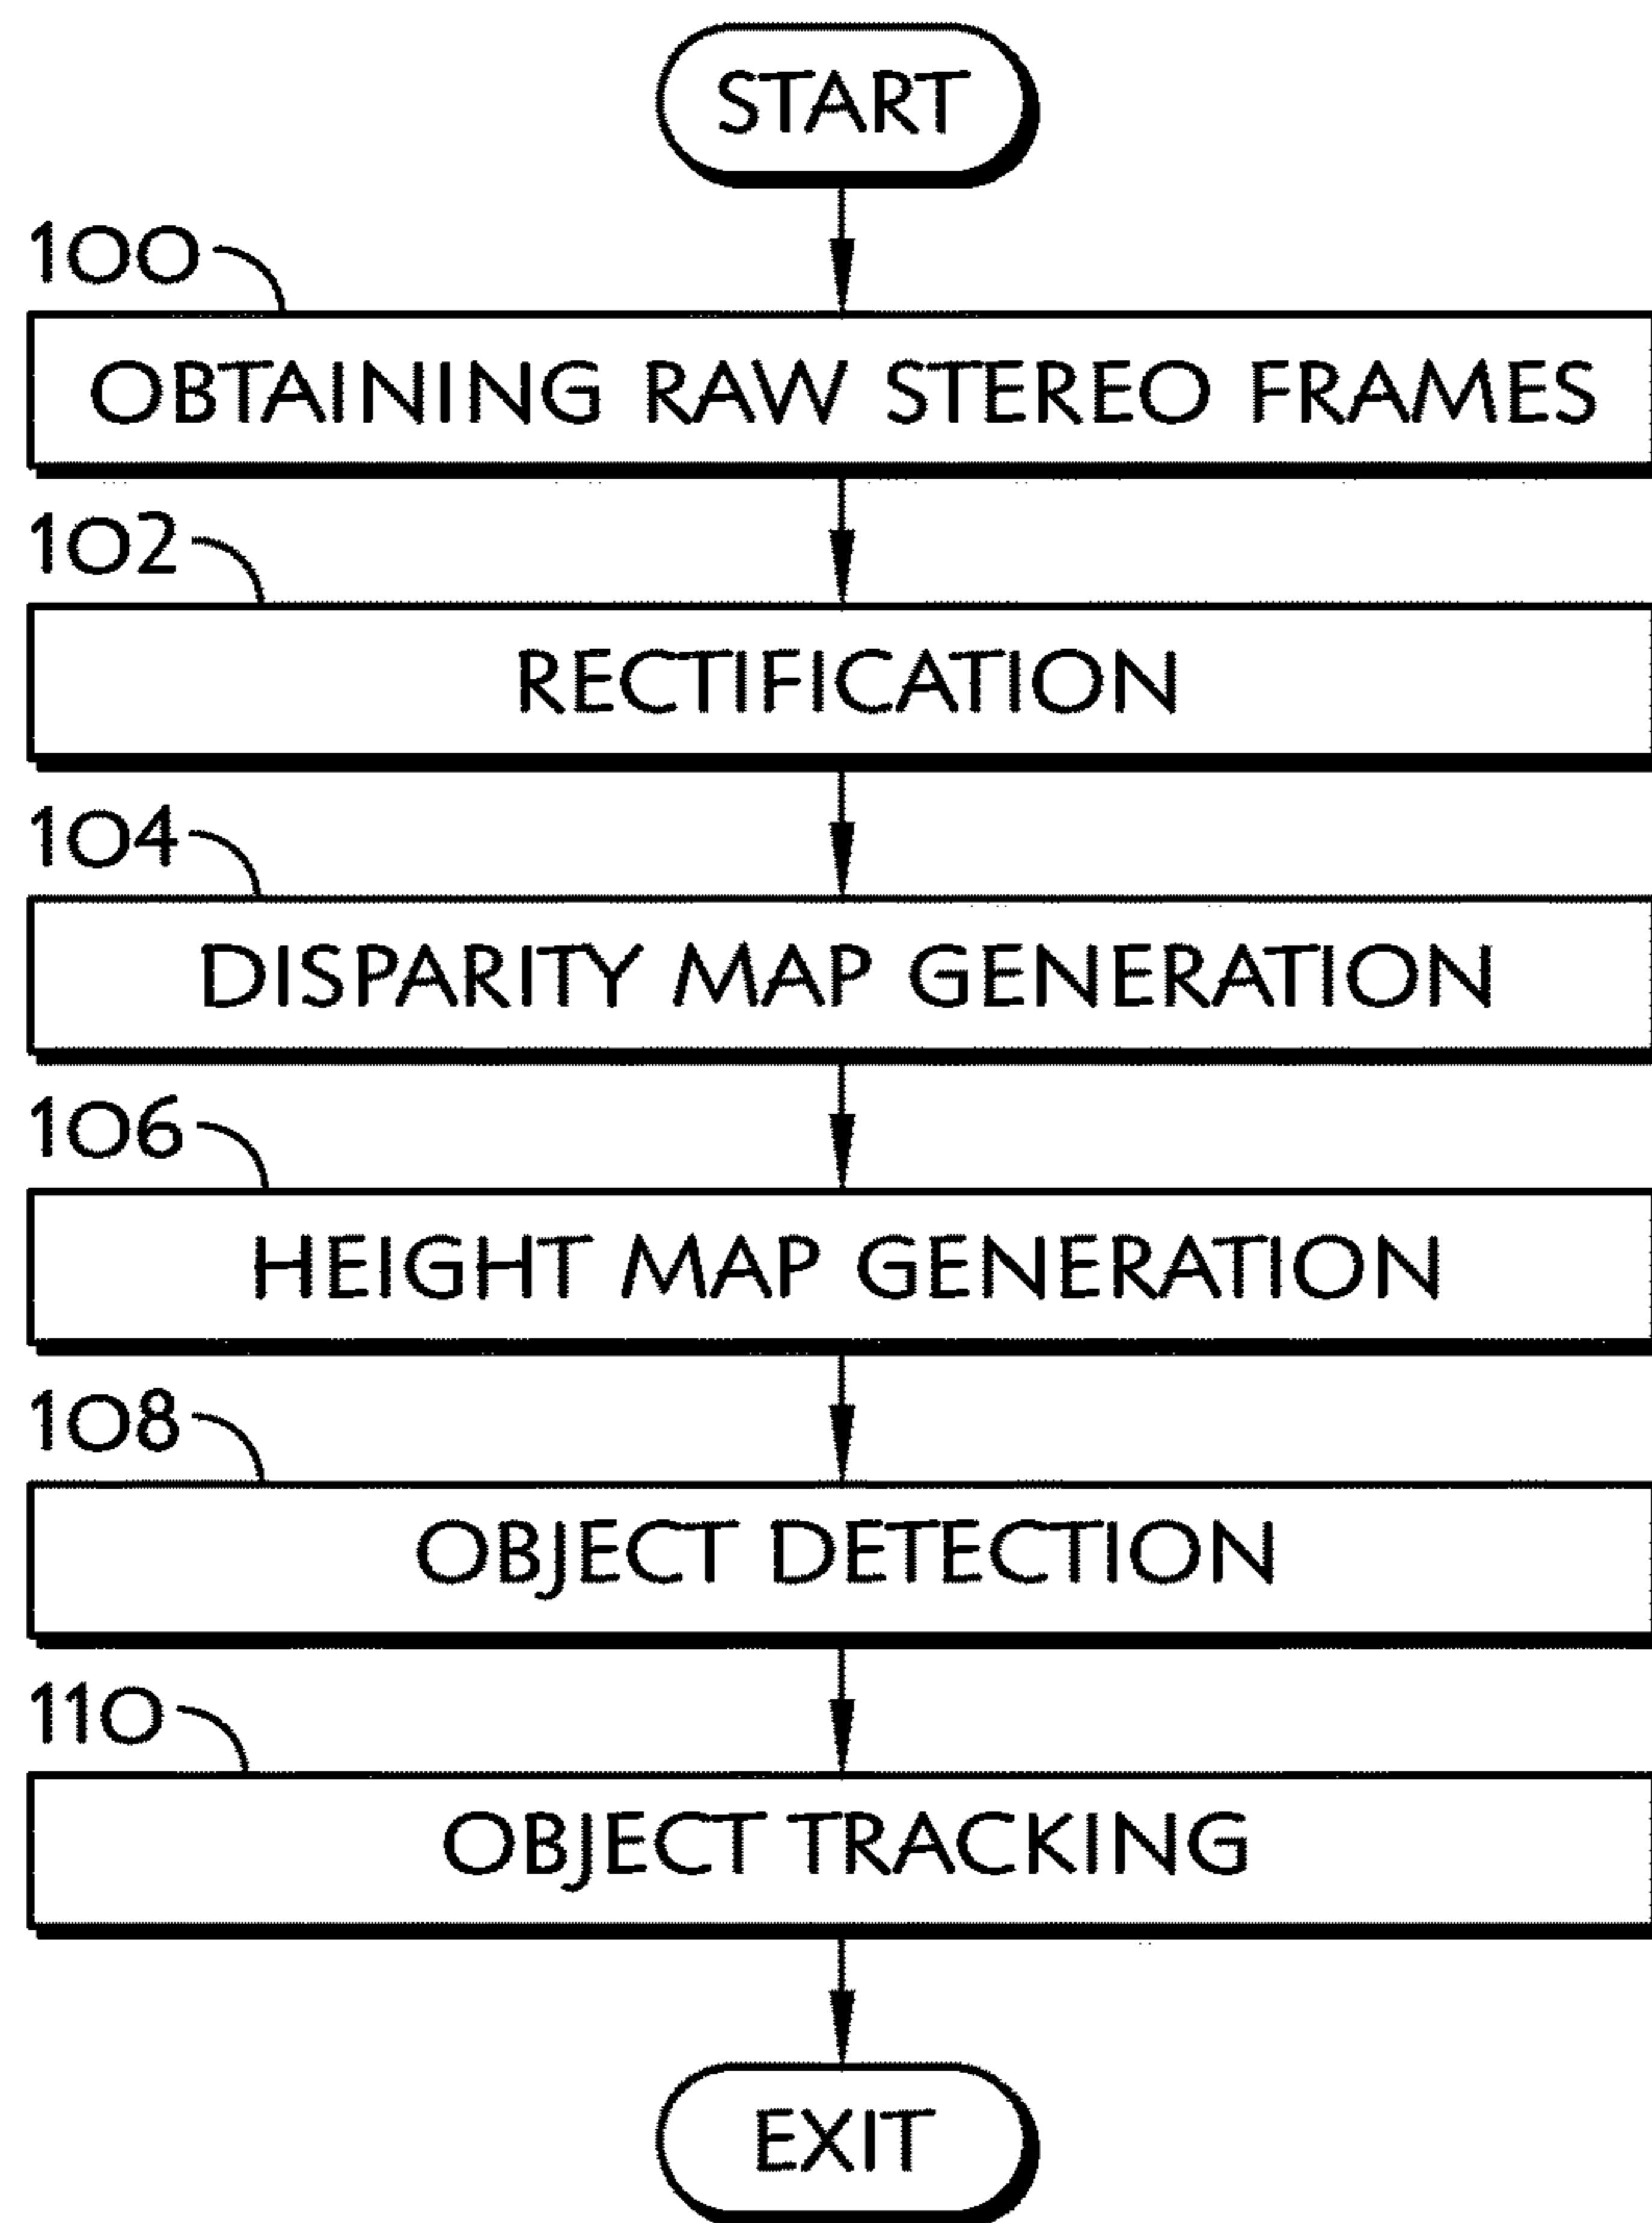 START
100
OBTAINING RAW STEREO FRAMES
102
RECTIFICATION
104
DISPARITY MAP GENERATION
106
HEIGHT MAP GENERATION
108
OBJECT DETECTION
110
OBJECT TRACKING
EXIT